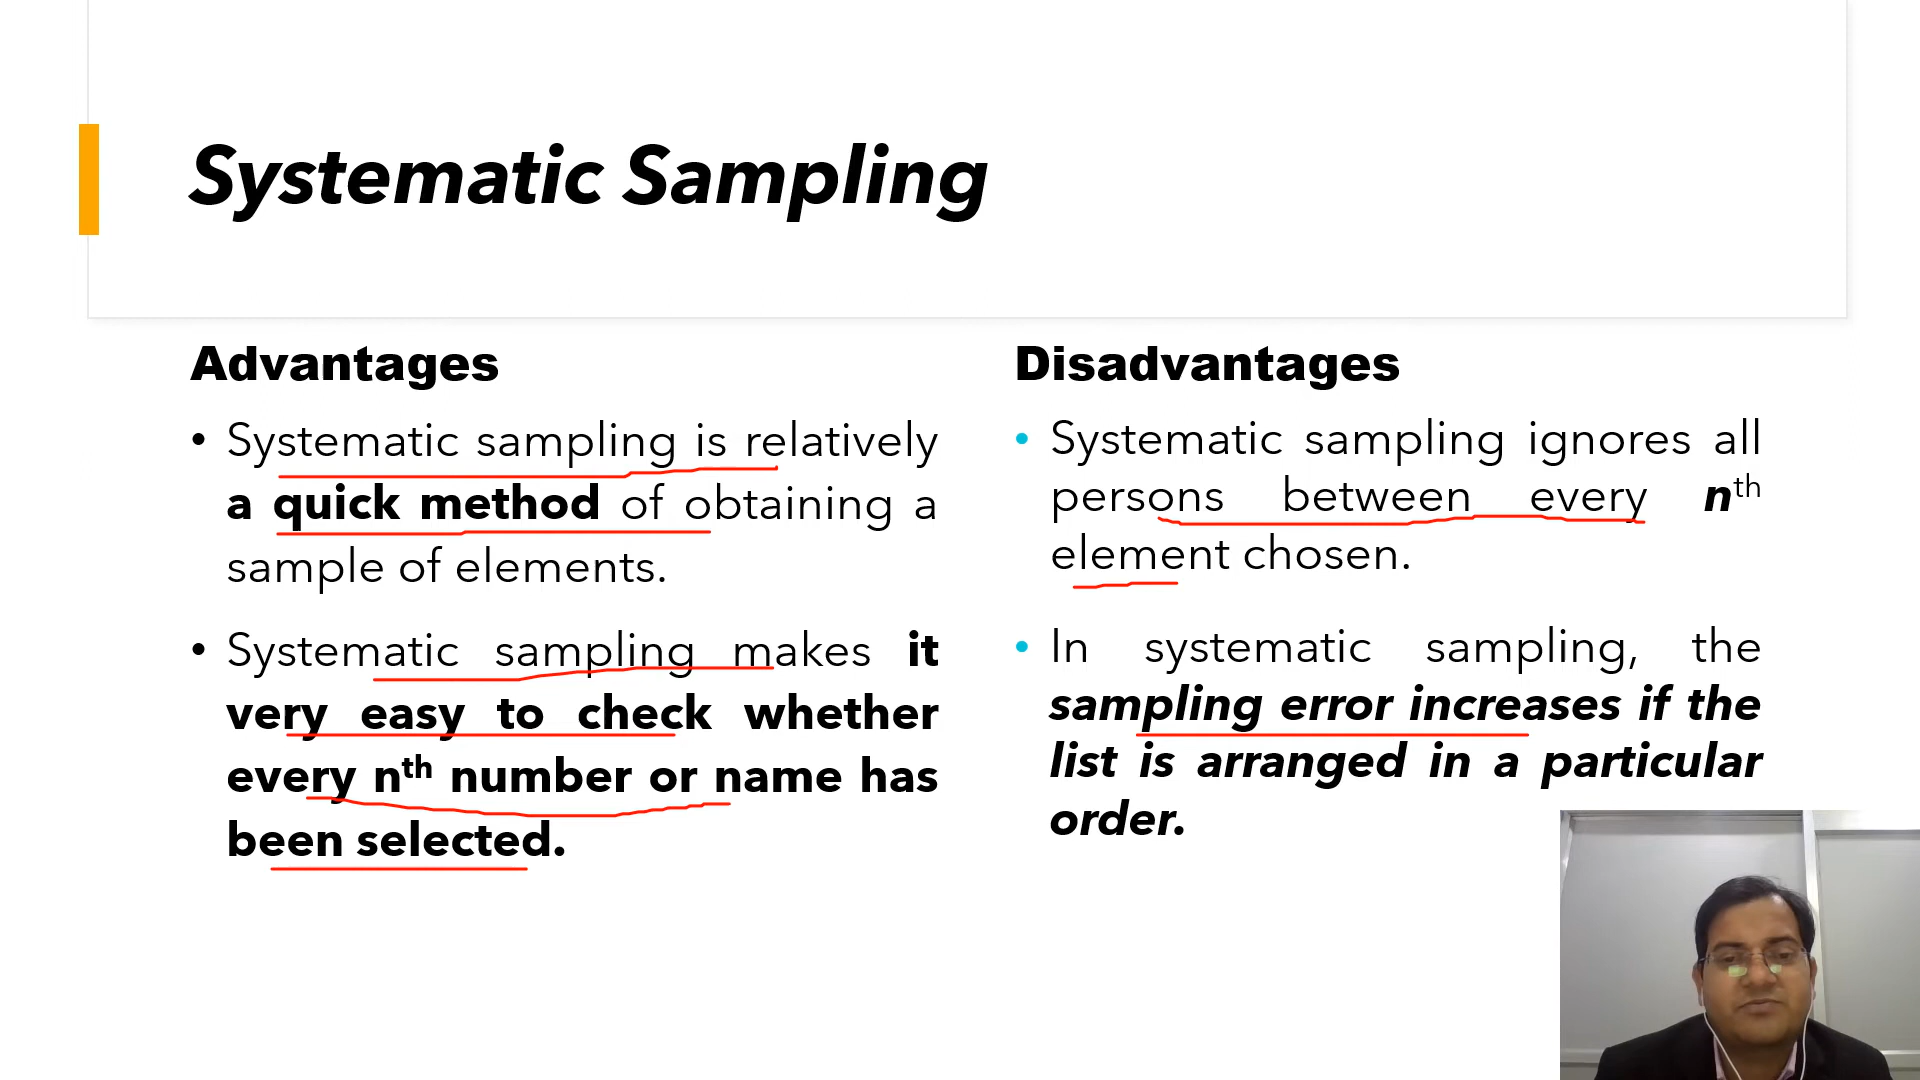 Systematic Sampling
Advantages
• Systematic sampling is relatively
a quick method of obtaining a
sample of elements.
• Systematic sampling makes it
very easy to check whether
every nth number or name has
been selected.
Disadvantages
• Systematic sampling ignores all
persons between every nth
element chosen.
• In systematic sampling, the
sampling error increases if the
list is arranged in a particular
order.